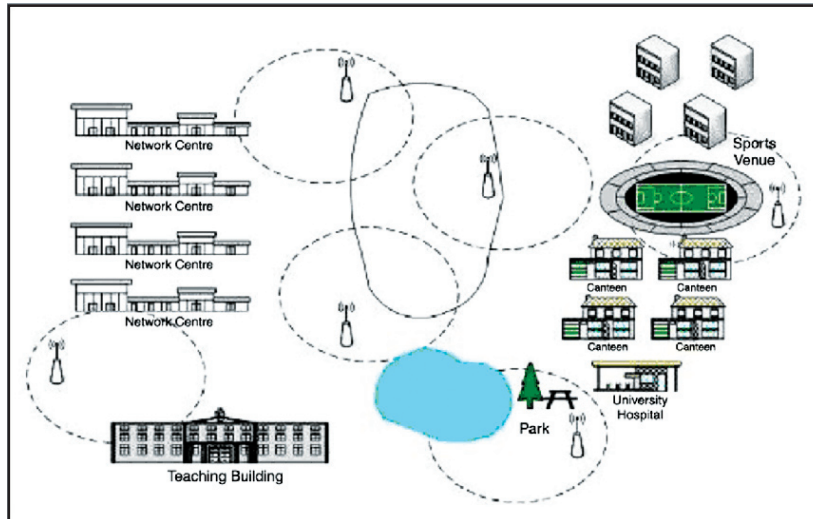 Sports
Venue
Network Centre
Network Centre
Network Centre
Network Centre
Canteen
Canteen
Canteen
Canteen
University
Hospital
Park
Teaching Building